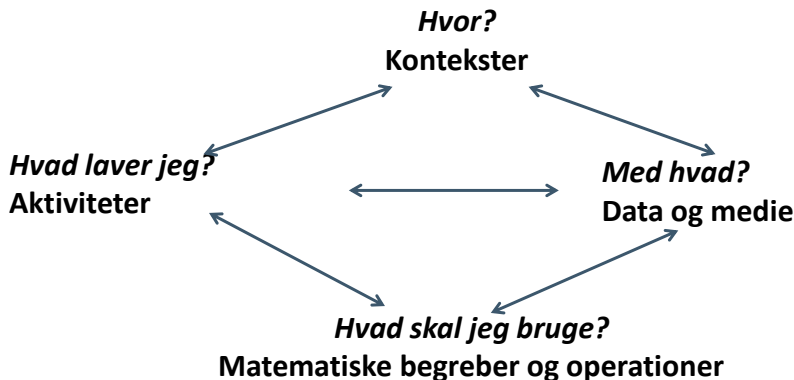 Hvor?
Kontekster
Hvad laver jeg?
Aktiviteter
Med hvad?
Data og medie
Hvad skal jeg bruge?
Matematiske begreber og operationer